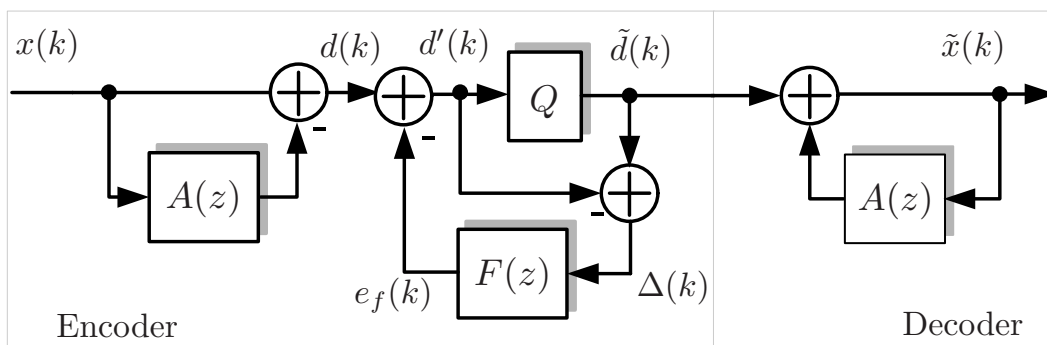 x(k)
d(k)
d′(k)
d̃(k)
x̃(k)
Q
-
-
A(z)
A(z)
-
F(z)
e_f(k)
Δ(k)
Encoder
Decoder